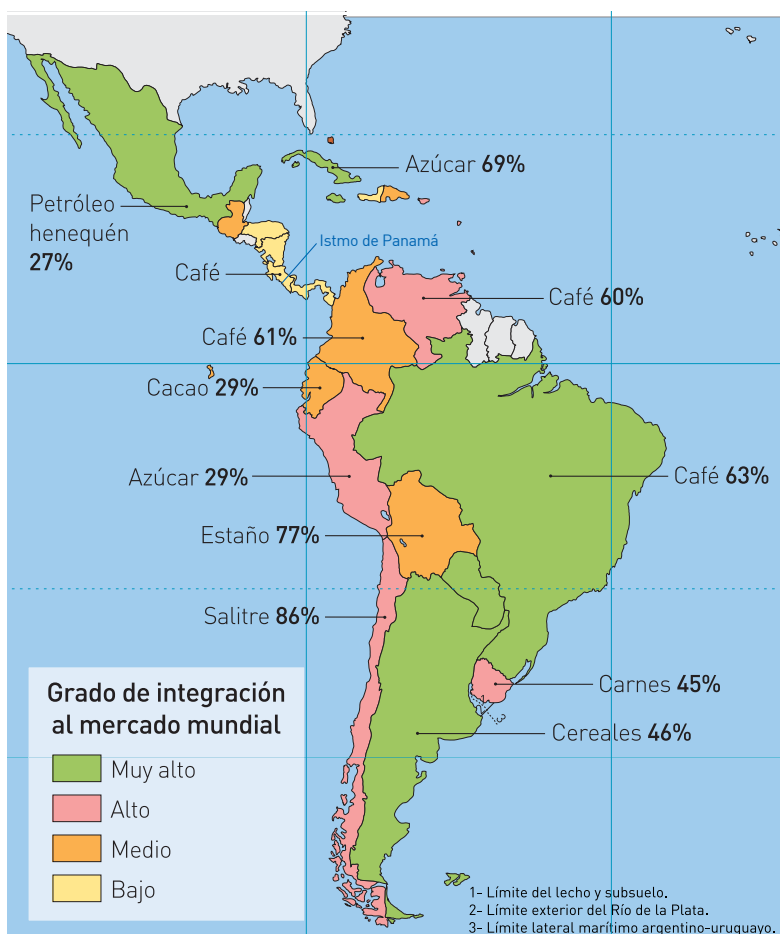 Azúcar 69%
Petróleo
henequén
27%
Istmo de Panamá
Café
Café 60%
Café 61%
Cacao 29%
Azúcar 29%
Café 63%
Estaño 77%
Salitre 86%
Carnes 45%
3
Cereales 46%
Grado de integración
al mercado mundial
Muy alto
Alto
Medio
Bajo
1- Límite del lecho y subsuelo.
2- Límite exterior del Río de la Plata.
3- Límite lateral marítimo argentino-uruguayo.